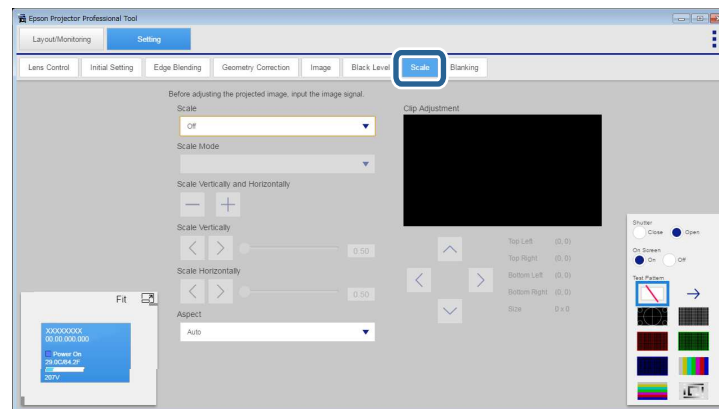 Epson Projector Professional Tool
Layout/Monitoring
Setting
Lens Control
Initial Setting
Edge Blending
Geometry Correction
Image
Black Level
Scale
Blanking
Before adjusting the projected image, input the image signal.
Scale
Off
Scale Mode
Scale Vertically and Horizontally
Scale Vertically
0.50
Scale Horizontally
0.50
Aspect
Auto
Clip Adjustment
Top Left (0, 0)
Top Right (0, 0)
Bottom Left (0, 0)
Bottom Right (0, 0)
Size 0 x 0
Shutter
Close Open
On Screen
On Off
Test Pattern
Fit
XXXXXXXX
00.00.000.000
Power On
29.0C/84.2F
207V